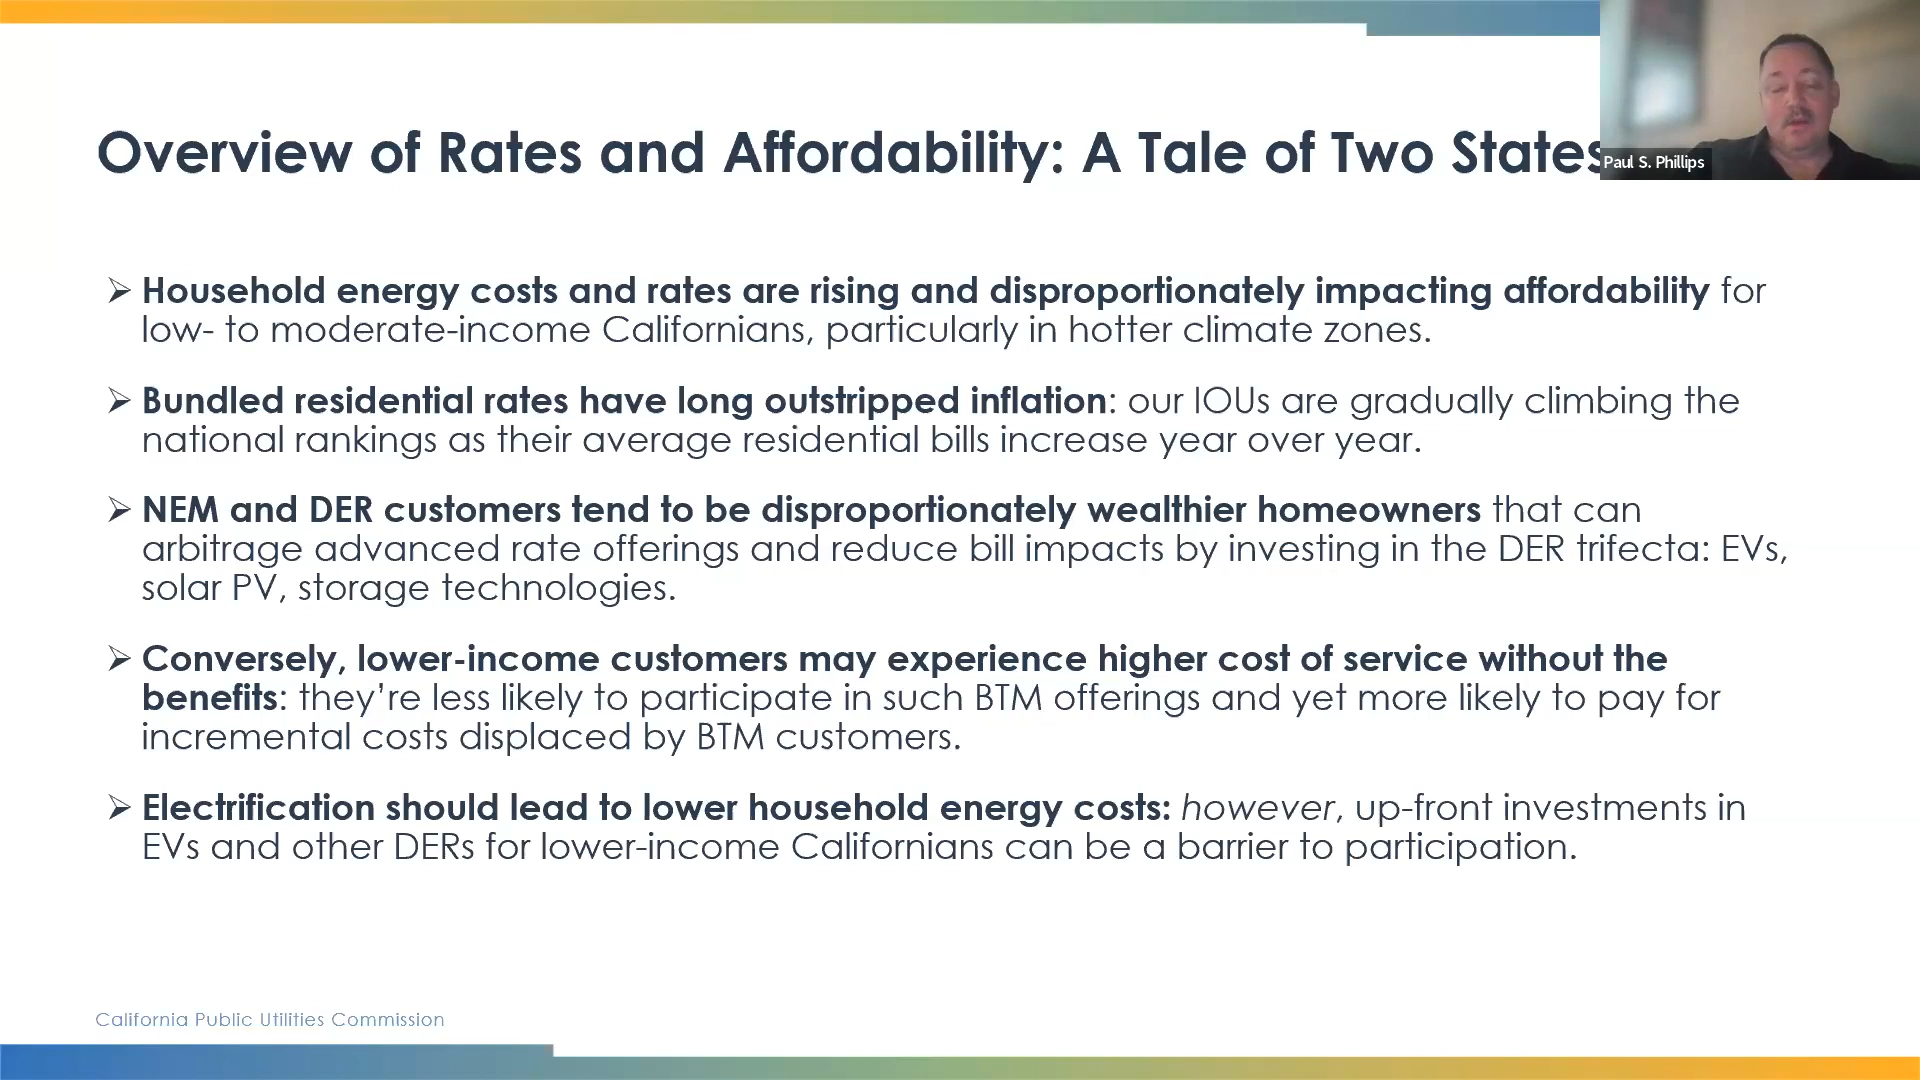 Overview of Rates and Affordability: A Tale of Two States
Paul S. Phillips
Household energy costs and rates are rising and disproportionately impacting affordability for
low- to moderate-income Californians, particularly in hotter climate zones.
Bundled residential rates have long outstripped inflation: our IOUs are gradually climbing the
national rankings as their average residential bills increase year over year.
NEM and DER customers tend to be disproportionately wealthier homeowners that can
arbitrage advanced rate offerings and reduce bill impacts by investing in the DER trifecta: EVs,
solar PV, storage technologies.
Conversely, lower-income customers may experience higher cost of service without the
benefits: they’re less likely to participate in such BTM offerings and yet more likely to pay for
incremental costs displaced by BTM customers.
Electrification should lead to lower household energy costs: however, up-front investments in
EVs and other DERs for lower-income Californians can be a barrier to participation.
California Public Utilities Commission